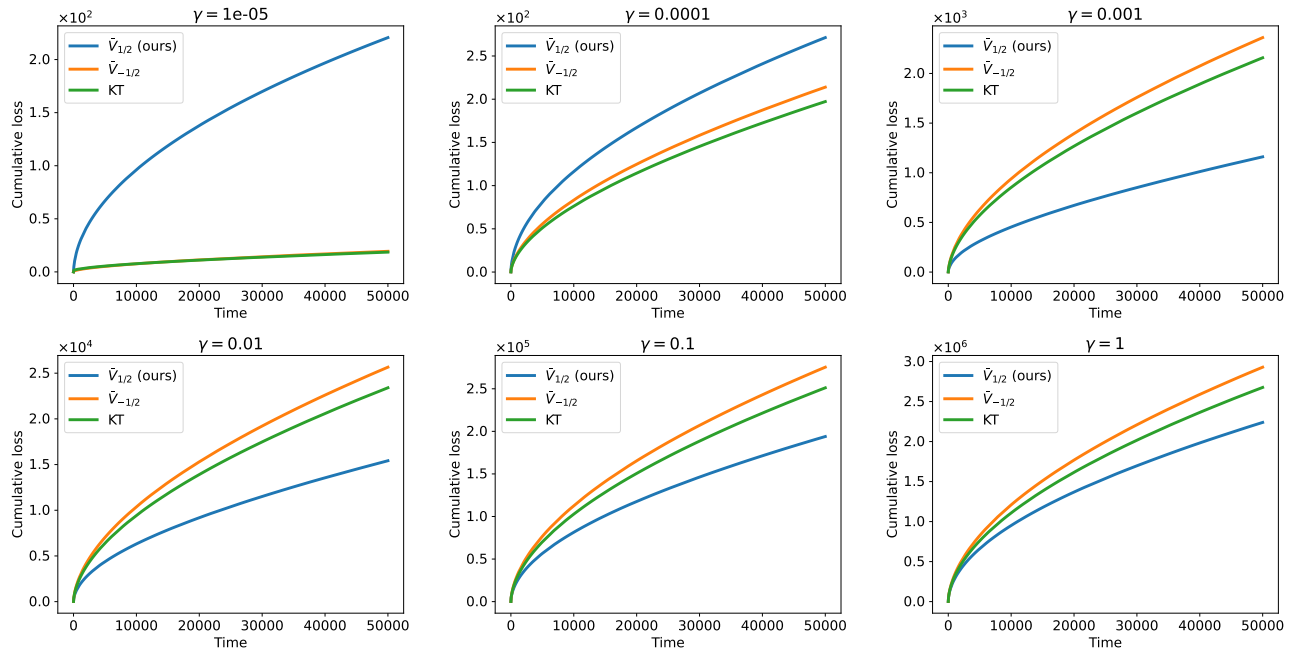 γ = 1e-05
×10²
2.0
1.5
1.0
0.5
0.0
Cumulative loss
V̄₁/₂ (ours)
V̄₋₁/₂
KT
0 10000 20000 30000 40000 50000
Time
γ = 0.0001
×10²
2.5
2.0
1.5
1.0
0.5
0.0
Cumulative loss
V̄₁/₂ (ours)
V̄₋₁/₂
KT
0 10000 20000 30000 40000 50000
Time
γ = 0.001
×10³
2.0
1.5
1.0
0.5
0.0
Cumulative loss
V̄₁/₂ (ours)
V̄₋₁/₂
KT
0 10000 20000 30000 40000 50000
Time
γ = 0.01
×10⁴
2.5
2.0
1.5
1.0
0.5
0.0
Cumulative loss
V̄₁/₂ (ours)
V̄₋₁/₂
KT
0 10000 20000 30000 40000 50000
Time
γ = 0.1
×10⁵
2.5
2.0
1.5
1.0
0.5
0.0
Cumulative loss
V̄₁/₂ (ours)
V̄₋₁/₂
KT
0 10000 20000 30000 40000 50000
Time
γ = 1
×10⁶
3.0
2.5
2.0
1.5
1.0
0.5
0.0
Cumulative loss
V̄₁/₂ (ours)
V̄₋₁/₂
KT
0 10000 20000 30000 40000 50000
Time